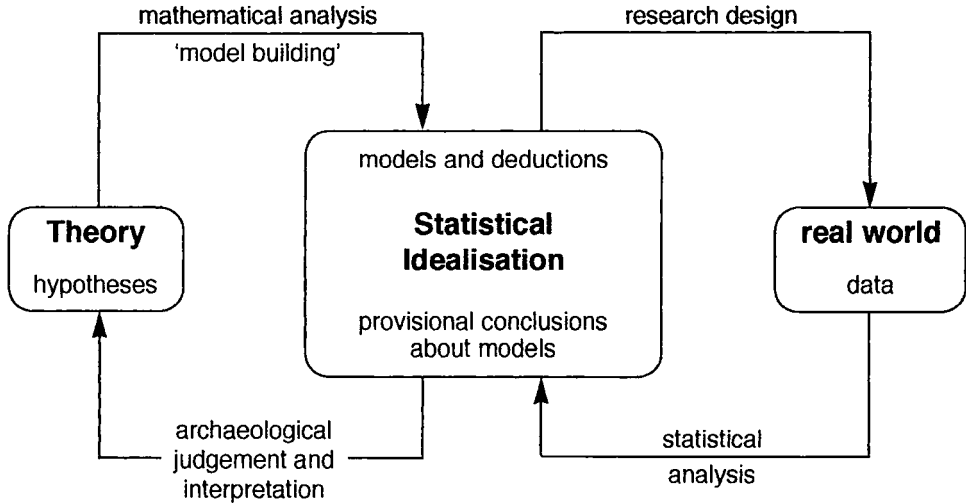 mathematical analysis
'model building'
research design
models and deductions
Statistical
Idealisation
provisional conclusions
about models
Theory
hypotheses
real world
data
archaeological
judgement and
interpretation
statistical
analysis